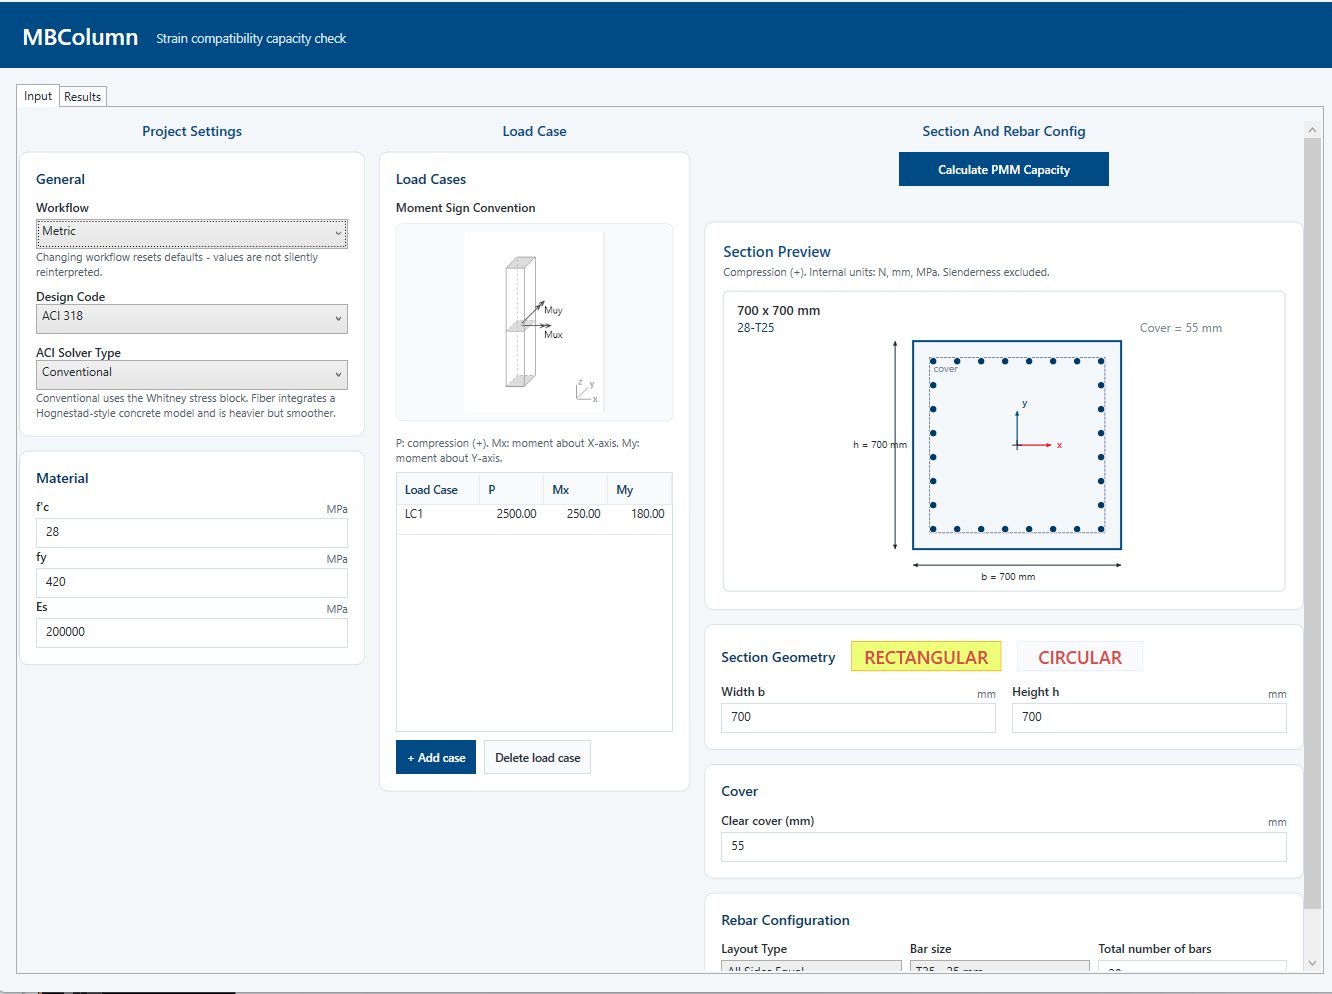 MBColumn Strain compatibility capacity check
Input Results
Project Settings
General
Workflow
Metric
Changing workflow resets defaults - values are not silently
reinterpreted.
Design Code
ACI 318
ACI Solver Type
Conventional
Conventional uses the Whitney stress block. Fiber integrates a
Hognestad-style concrete model and is heavier but smoother.
Material
f'c MPa
28
fy MPa
420
Es MPa
200000
Load Case
Load Cases
Moment Sign Convention
Muy
Mux
z y
x
P: compression (+). Mx: moment about X-axis. My:
moment about Y-axis.
Load Case P Mx My
LC1 2500.00 250.00 180.00
+ Add case Delete load case
Section And Rebar Config
Calculate PMM Capacity
Section Preview
Compression (+). Internal units: N, mm, MPa. Slenderness excluded.
700 x 700 mm
28-T25 Cover = 55 mm
cover
y
h = 700 mm x
b = 700 mm
Section Geometry RECTANGULAR CIRCULAR
Width b mm Height h mm
700 700
Cover
Clear cover (mm) mm
55
Rebar Configuration
Layout Type Bar size Total number of bars
All Sides Equal T25 - 25 mm 28